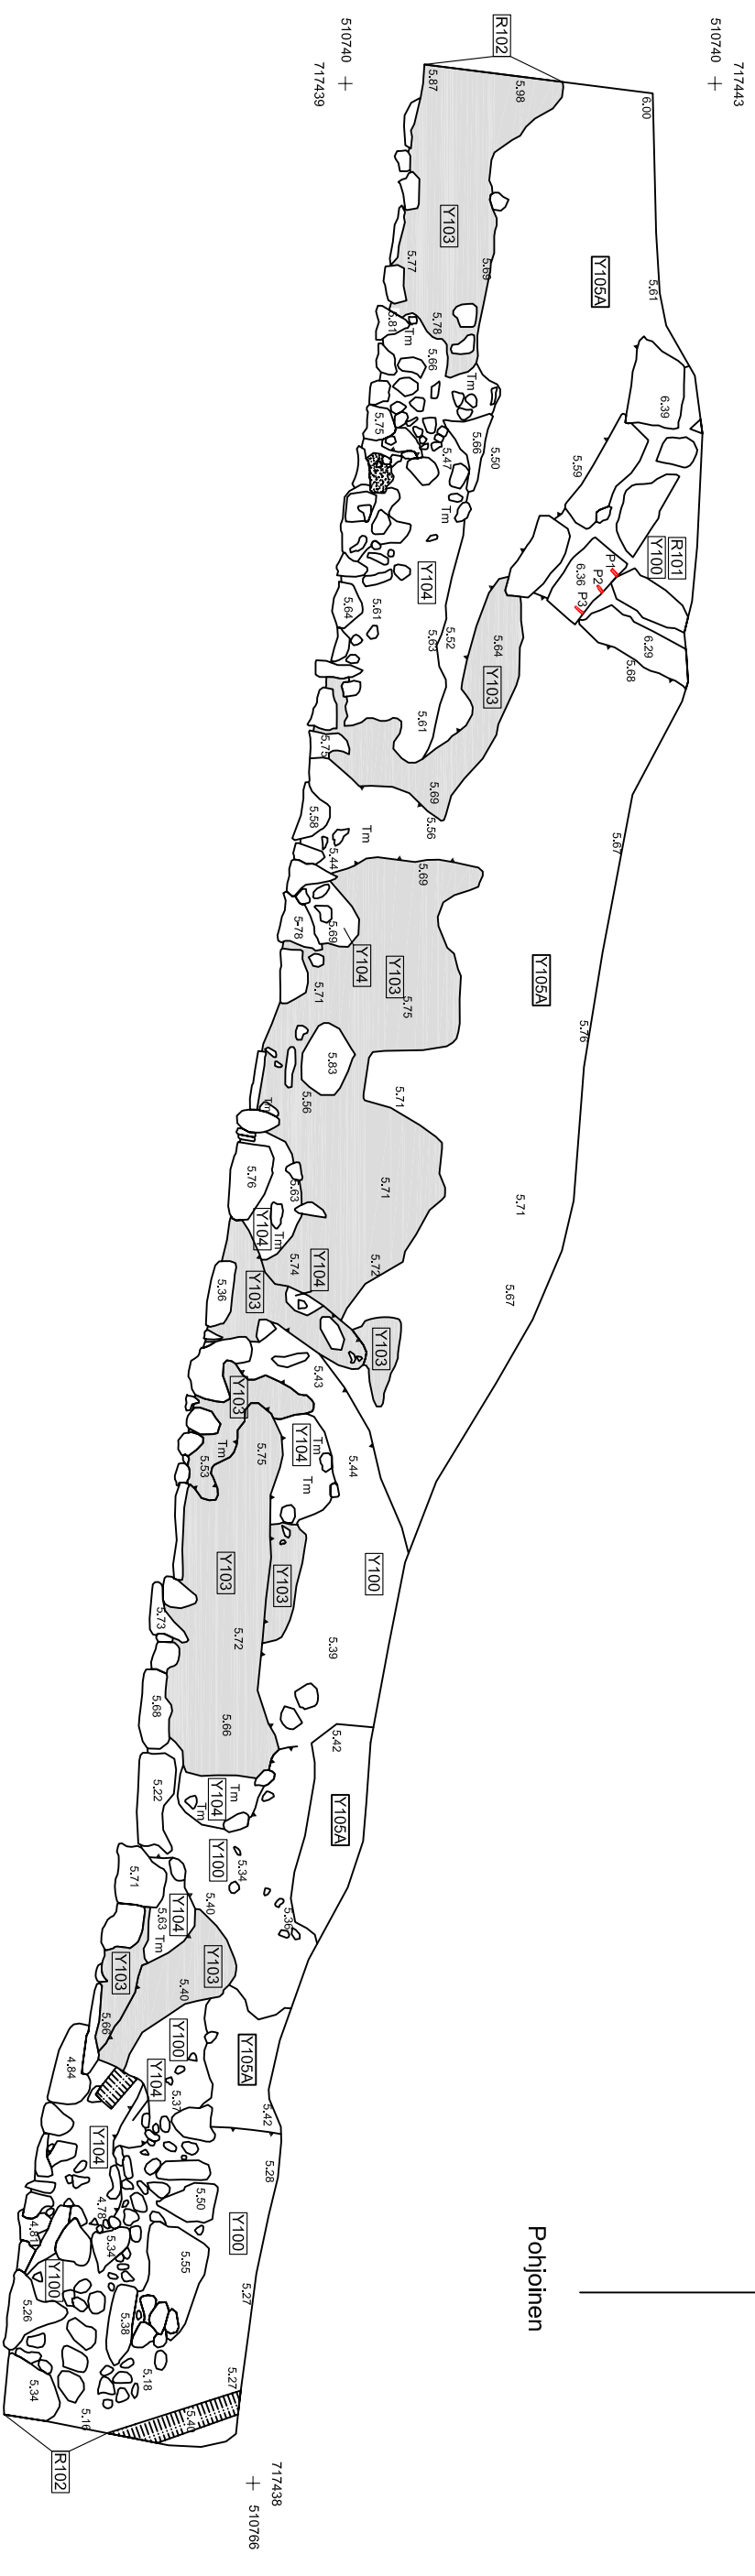 510740
717439
R102
510740
717443
5.87
5.98
6.00
Y103
5.77
5.69
Y105A
5.61
5.81
Tm
5.78
5.66
Tm
6.39
5.75
5.66
5.50
5.47
5.59
Tm
R101
Y100
P1
P2
P3
6.36
Y104
5.64
5.61
5.63
5.52
5.64
Y103
6.29
5.68
5.61
5.75
5.69
5.58
Tm
5.56
5.67
5.44
5.69
5.78
5.69
Y104
Y103
5.75
Y105A
5.71
5.76
5.83
5.56
5.71
Tm
5.76
5.63
5.71
5.71
Y104
Tm
5.74
Y104
5.72
5.67
5.36
Y103
Y103
5.43
Y103
Tm
5.53
5.75
Y104
Tm
Tm
5.44
Y103
Y103
Y100
5.73
5.72
5.39
5.68
5.66
5.42
5.22
Y104
Tm
Tm
Y105A
5.71
Y100
5.34
Y104
5.63
Tm
5.40
5.36
Y103
Y103
5.40
5.66
Y100
Y105A
4.84
Y104
5.37
5.42
Y104
5.28
4.78
5.50
4.81
5.34
Y100
5.55
Y100
5.27
5.26
5.38
5.34
5.18
5.27
5.16
5.40
R102
Pohjoinen
717438
510766